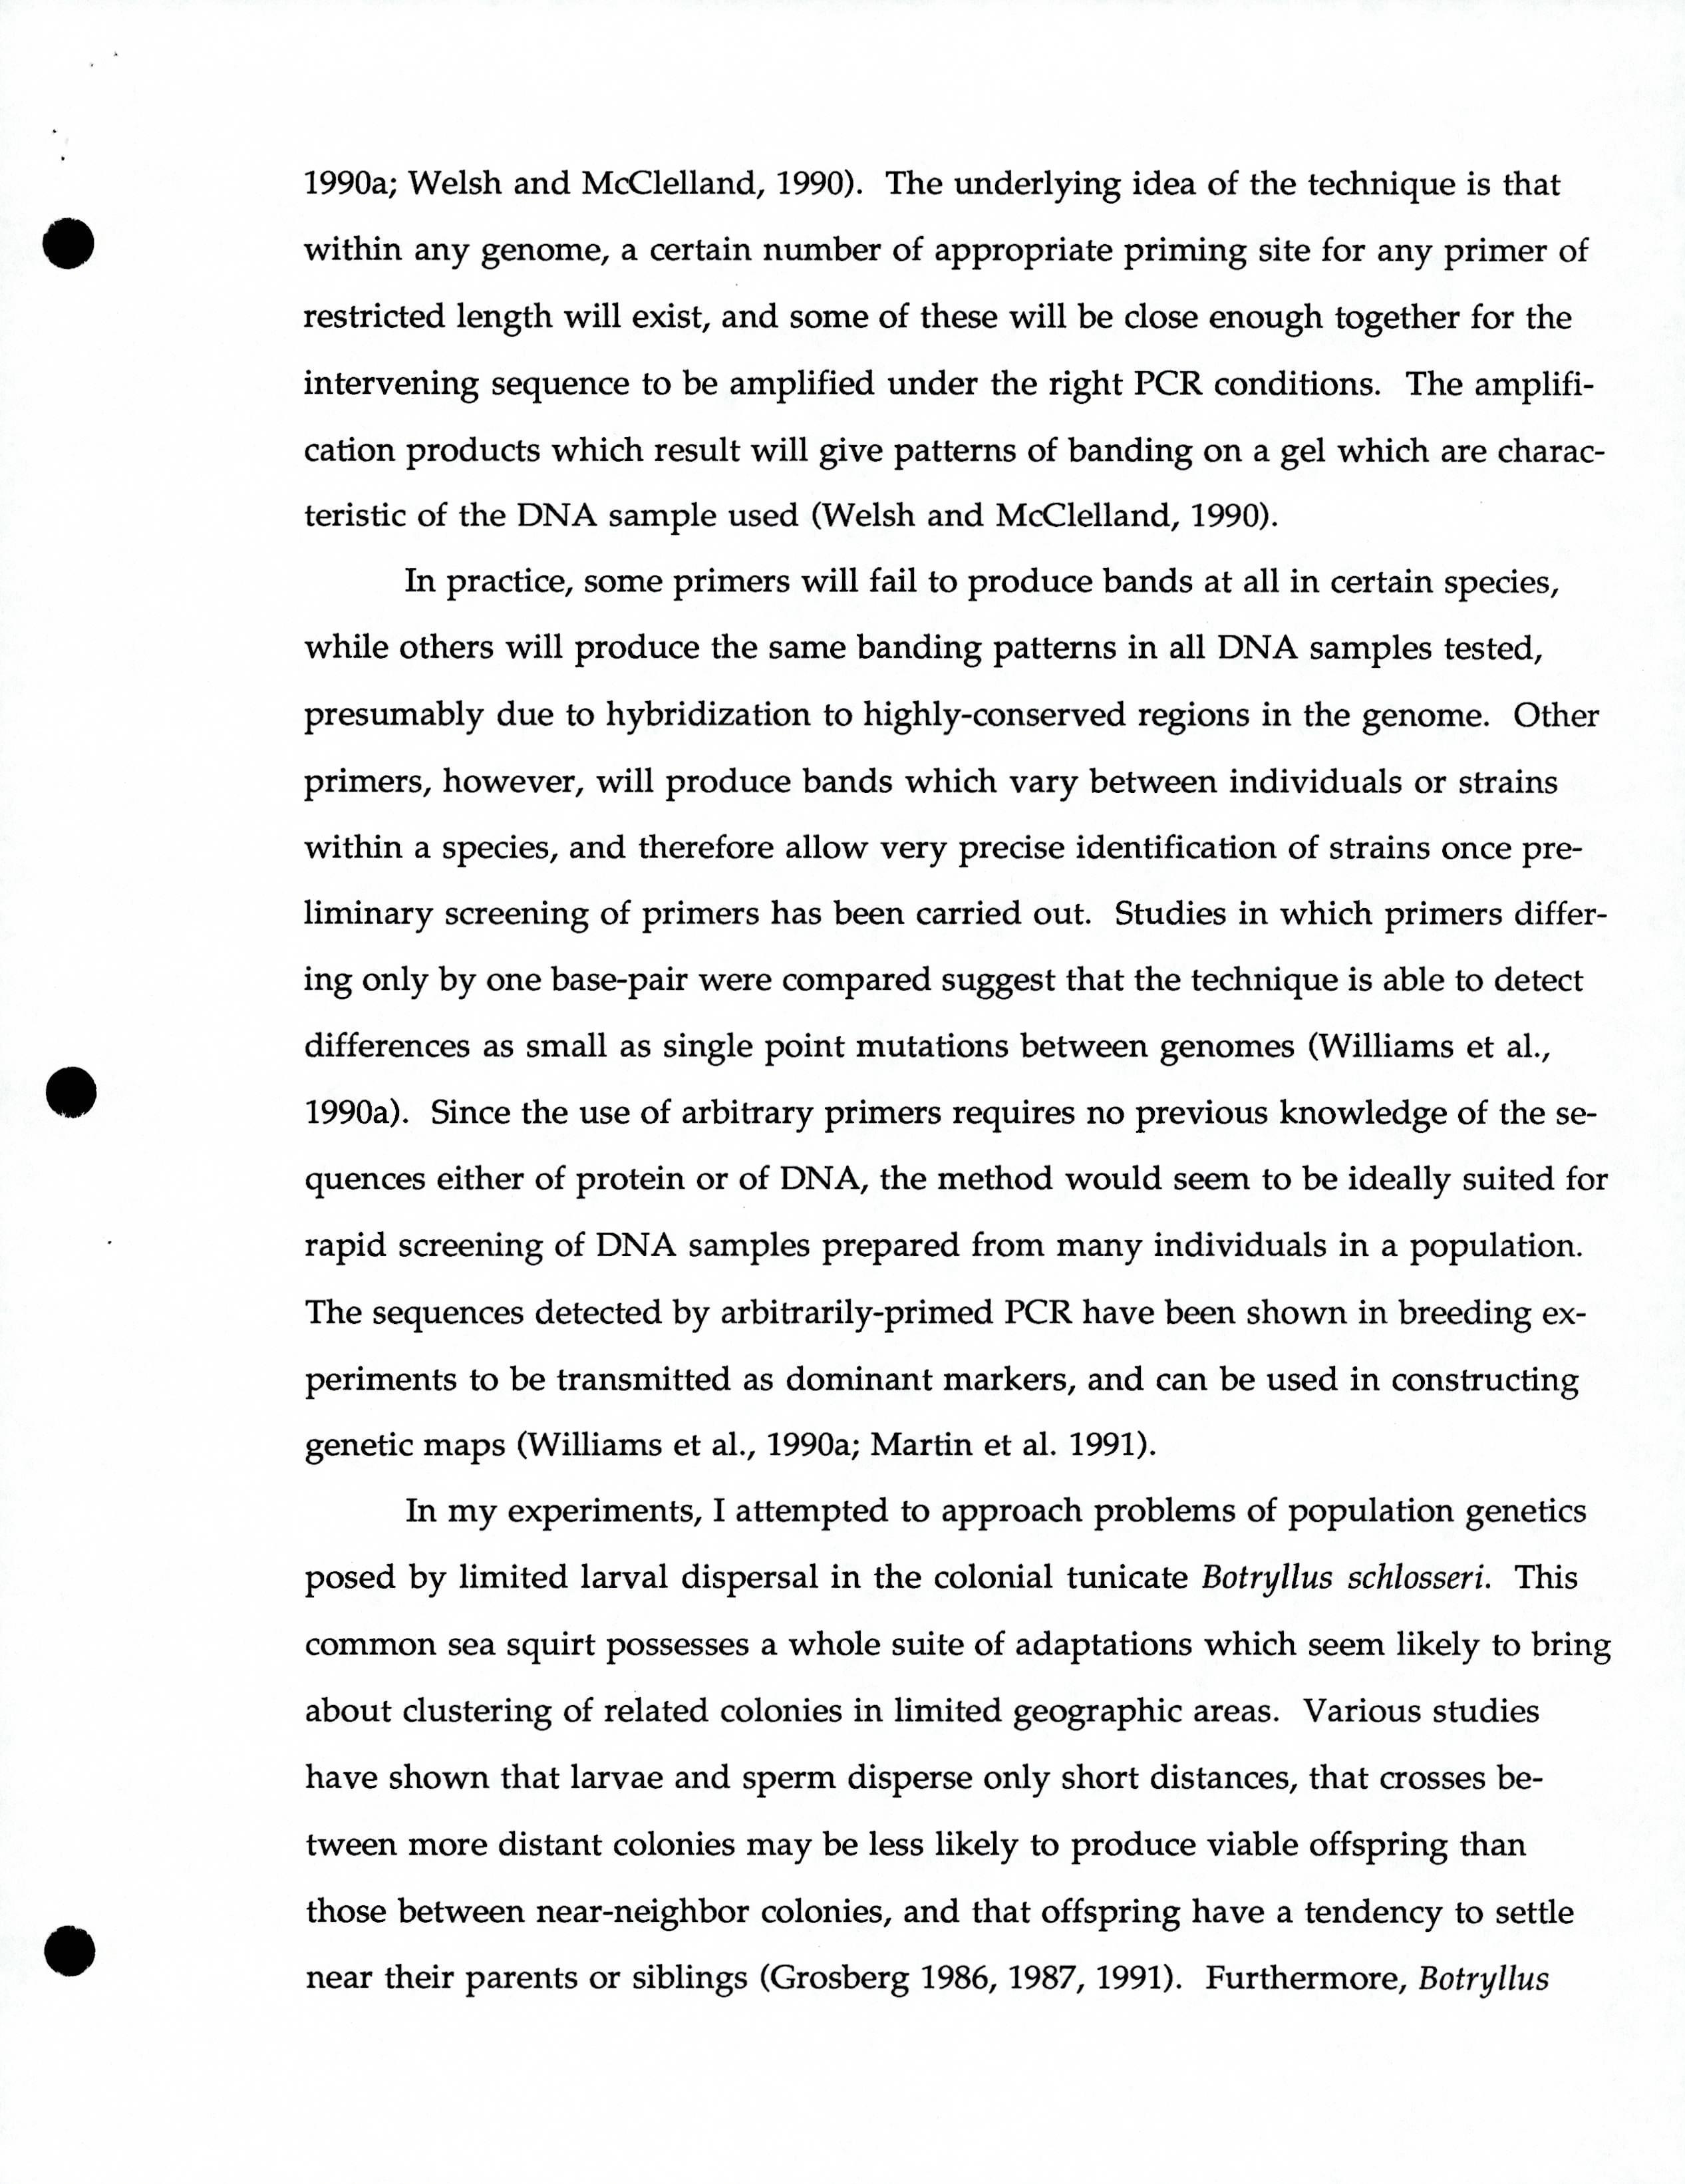 1990a; Welsh and McClelland, 1990). The underlying idea of the technique is that
within any genome, a certain number of appropriate priming site for any primer of
restricted length will exist, and some of these will be close enough together for the
intervening sequence to be amplified under the right PCR conditions. The amplifi-
cation products which result will give patterns of banding on a gel which are charac-
teristic of the DNA sample used (Welsh and McClelland, 1990).
In practice, some primers will fail to produce bands at all in certain species,
while others will produce the same banding patterns in all DNA samples tested,
presumably due to hybridization to highly-conserved regions in the genome. Other
primers, however, will produce bands which vary between individuals or strains
within a species, and therefore allow very precise identification of strains once pre-
liminary screening of primers has been carried out. Studies in which primers differ-
ing only by one base-pair were compared suggest that the technique is able to detect
differences as small as single point mutations between genomes (Williams et al.,
1990a). Since the use of arbitrary primers requires no previous knowledge of the se-
quences either of protein or of DNA, the method would seem to be ideally suited for
rapid screening of DNA samples prepared from many individuals in a population.
The sequences detected by arbitrarily-primed PCR have been shown in breeding ex-
periments to be transmitted as dominant markers, and can be used in constructing
genetic maps (Williams et al., 1990a; Martin et al. 1991).
In my experiments, I attempted to approach problems of population genetics
posed by limited larval dispersal in the colonial tunicate Botryllus schlosseri. This
common sea squirt possesses a whole suite of adaptations which seem likely to bring
about clustering of related colonies in limited geographic areas. Various studies
have shown that larvae and sperm disperse only short distances, that crosses be-
tween more distant colonies may be less likely to produce viable offspring than
those between near-neighbor colonies, and that offspring have a tendency to settle
near their parents or siblings (Grosberg 1986, 1987, 1991). Furthermore, Botryllus